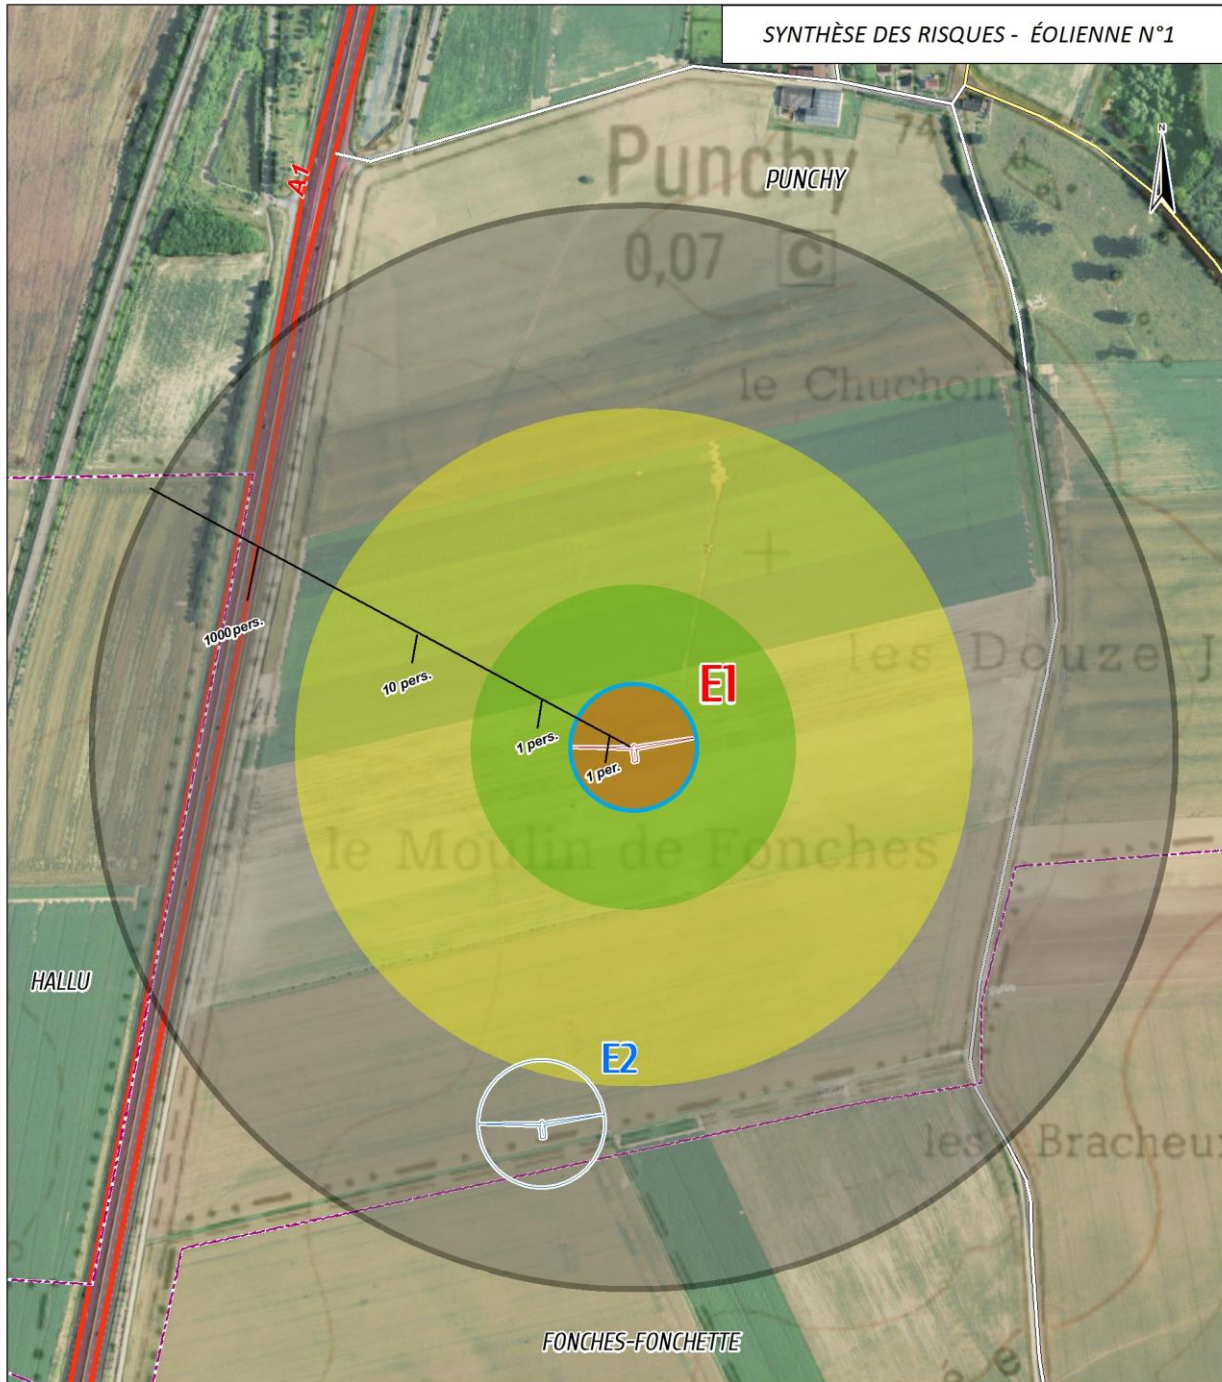 SYNTHÈSE DES RISQUES - ÉOLIENNE N°1
A1
N
Punchy
74
PUNCHY
0,07 C
le Chuchoir
les Douze J
1000 pers.
10 pers.
1 pers.
1 per.
E1
le Moulin de Fonches
HALLU
E2
les Bracheu
FONCHES-FONCHETTE